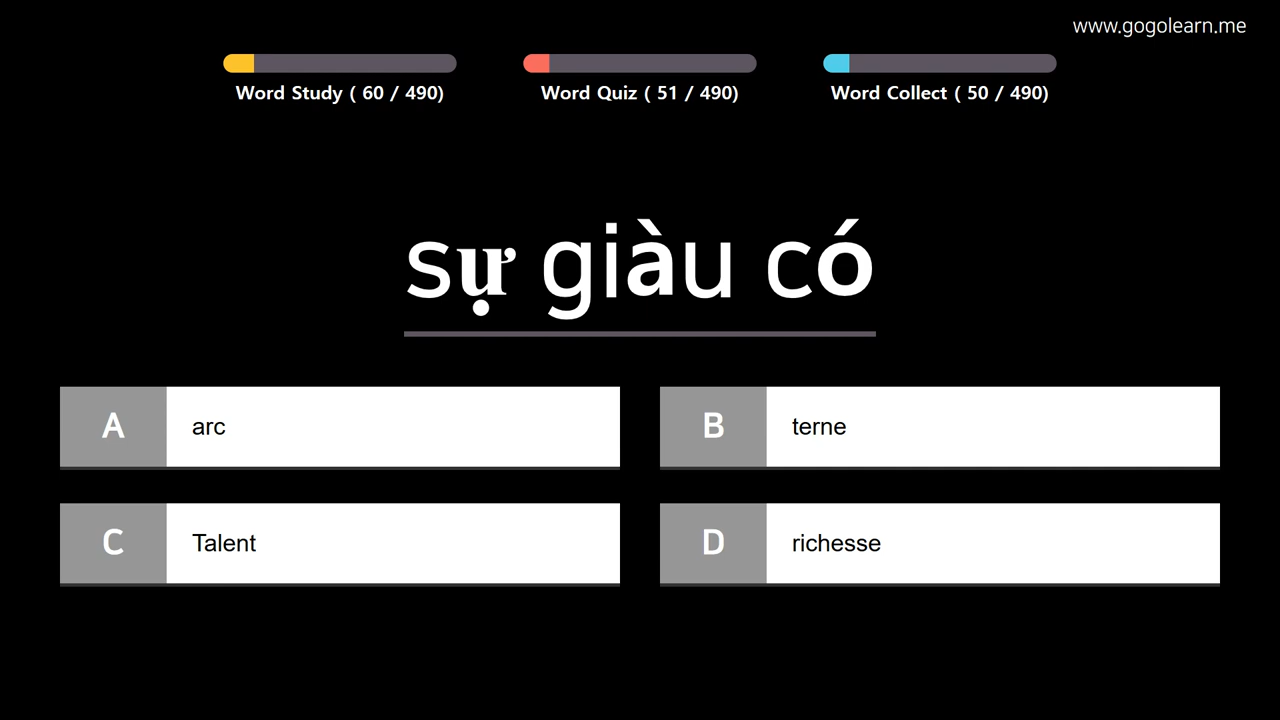 www.gogolearn.me
Word Study ( 60 / 490)
Word Quiz ( 51 / 490)
Word Collect ( 50 / 490)
sự giàu có
A arc
B terne
C Talent
D richesse